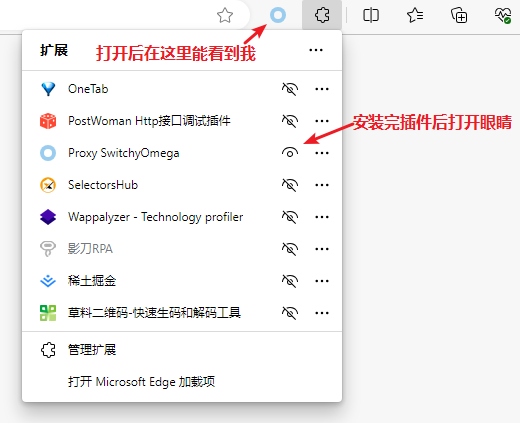 打开后在这里能看到我
扩展
OneTab
PostWoman Http接口调试插件
安装完插件后打开眼睛
Proxy SwitchyOmega
SelectorsHub
Wappalyzer - Technology profiler
影刀RPA
稀土掘金
草料二维码-快速生码和解码工具
管理扩展
打开 Microsoft Edge 加载项